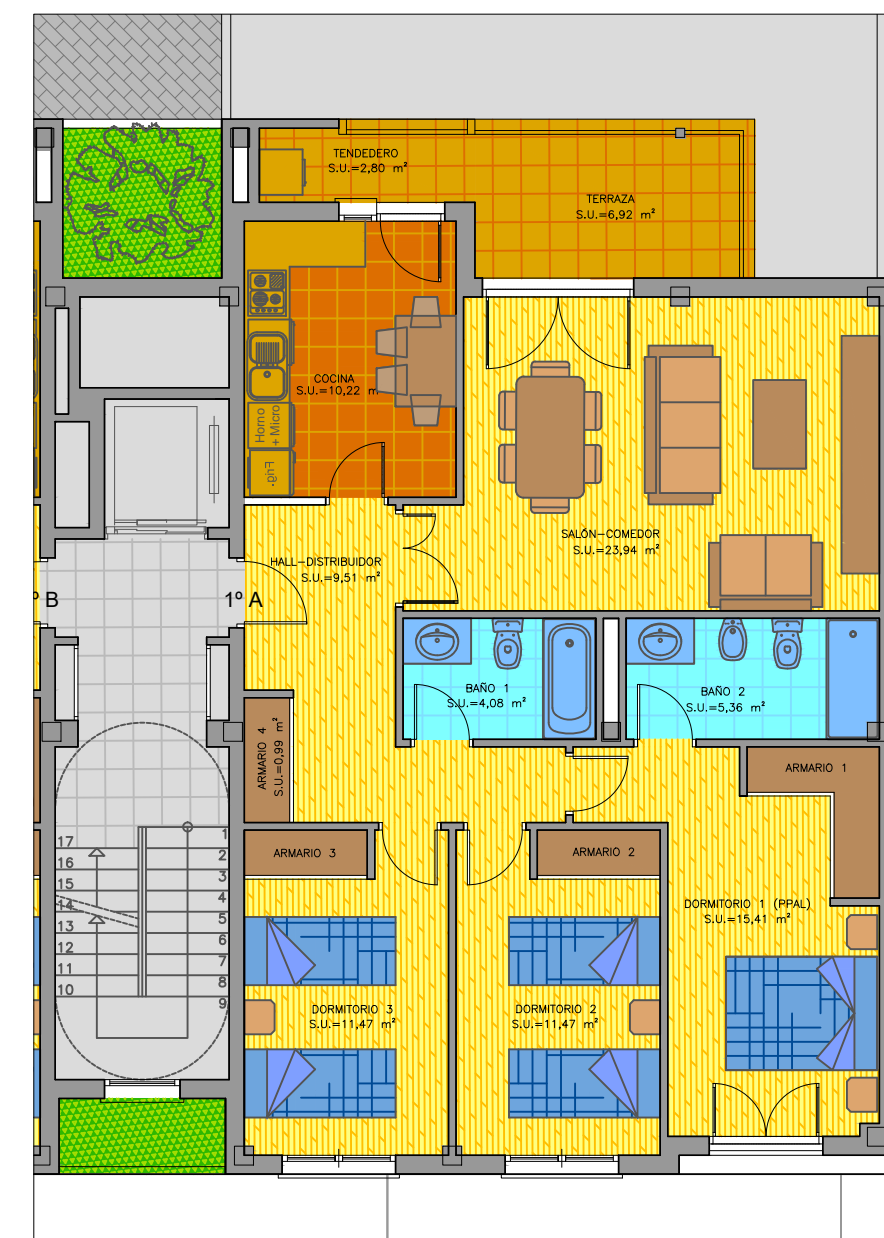 TENDEDERO
S.U.=2,80 m²
TERRAZA
S.U.=6,92 m²
COCINA
S.U.=10,22 m
Horno
+ Micro
Frig.
SALÓN-COMEDOR
S.U.=23,94 m²
HALL-DISTRIBUIDOR
S.U.=9,51 m²
º B
1º A
BAÑO 1
S.U.=4,08 m²
BAÑO 2
S.U.=5,36 m²
ARMARIO 4
S.U.=0,99 m²
ARMARIO 1
ARMARIO 3
ARMARIO 2
17
16
15
14
13
12
11
10
1
2
3
4
5
6
7
8
9
DORMITORIO 1 (PPAL)
S.U.=15,41 m²
DORMITORIO 3
S.U.=11,47 m²
DORMITORIO 2
S.U.=11,47 m²